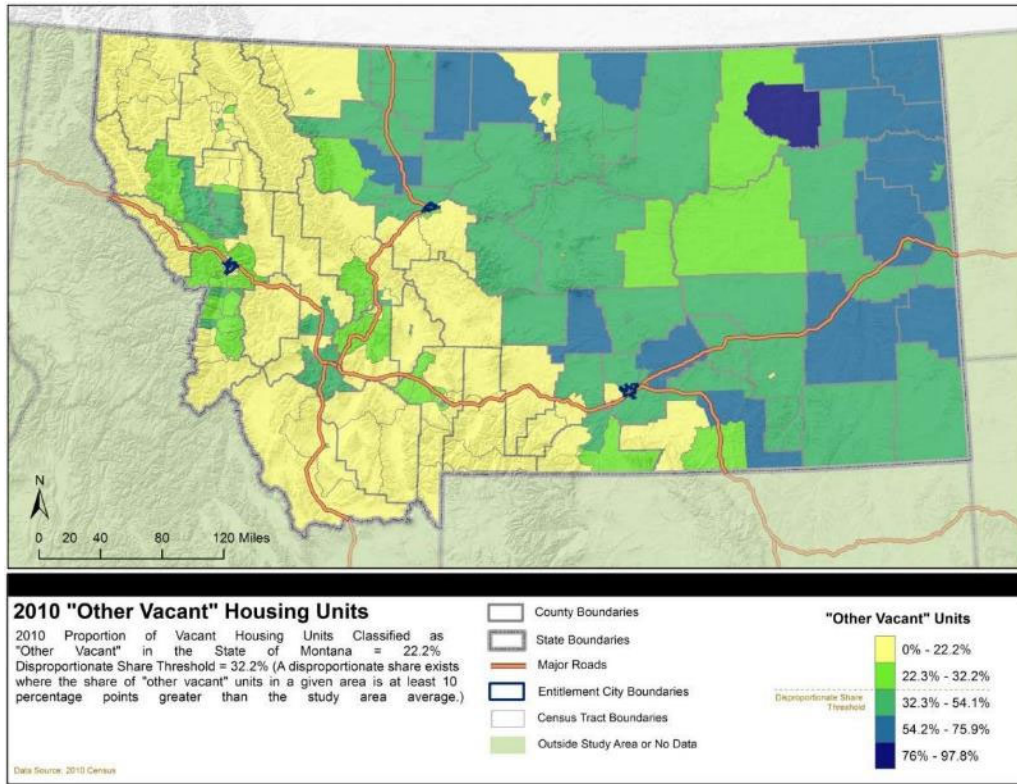 N
0 20 40 80 120 Miles
2010 "Other Vacant" Housing Units
2010 Proportion of Vacant Housing Units Classified as
"Other Vacant" in the State of Montana = 22.2%
Disproportionate Share Threshold = 32.2% (A disproportionate share exists
where the share of "other vacant" units in a given area is at least 10
percentage points greater than the study area average.)
Data Source: 2010 Census
County Boundaries
State Boundaries
Major Roads
Entitlement City Boundaries
Census Tract Boundaries
Outside Study Area or No Data
"Other Vacant" Units
0% - 22.2%
22.3% - 32.2%
Disproportionate Share
Threshold
32.3% - 54.1%
54.2% - 75.9%
76% - 97.8%